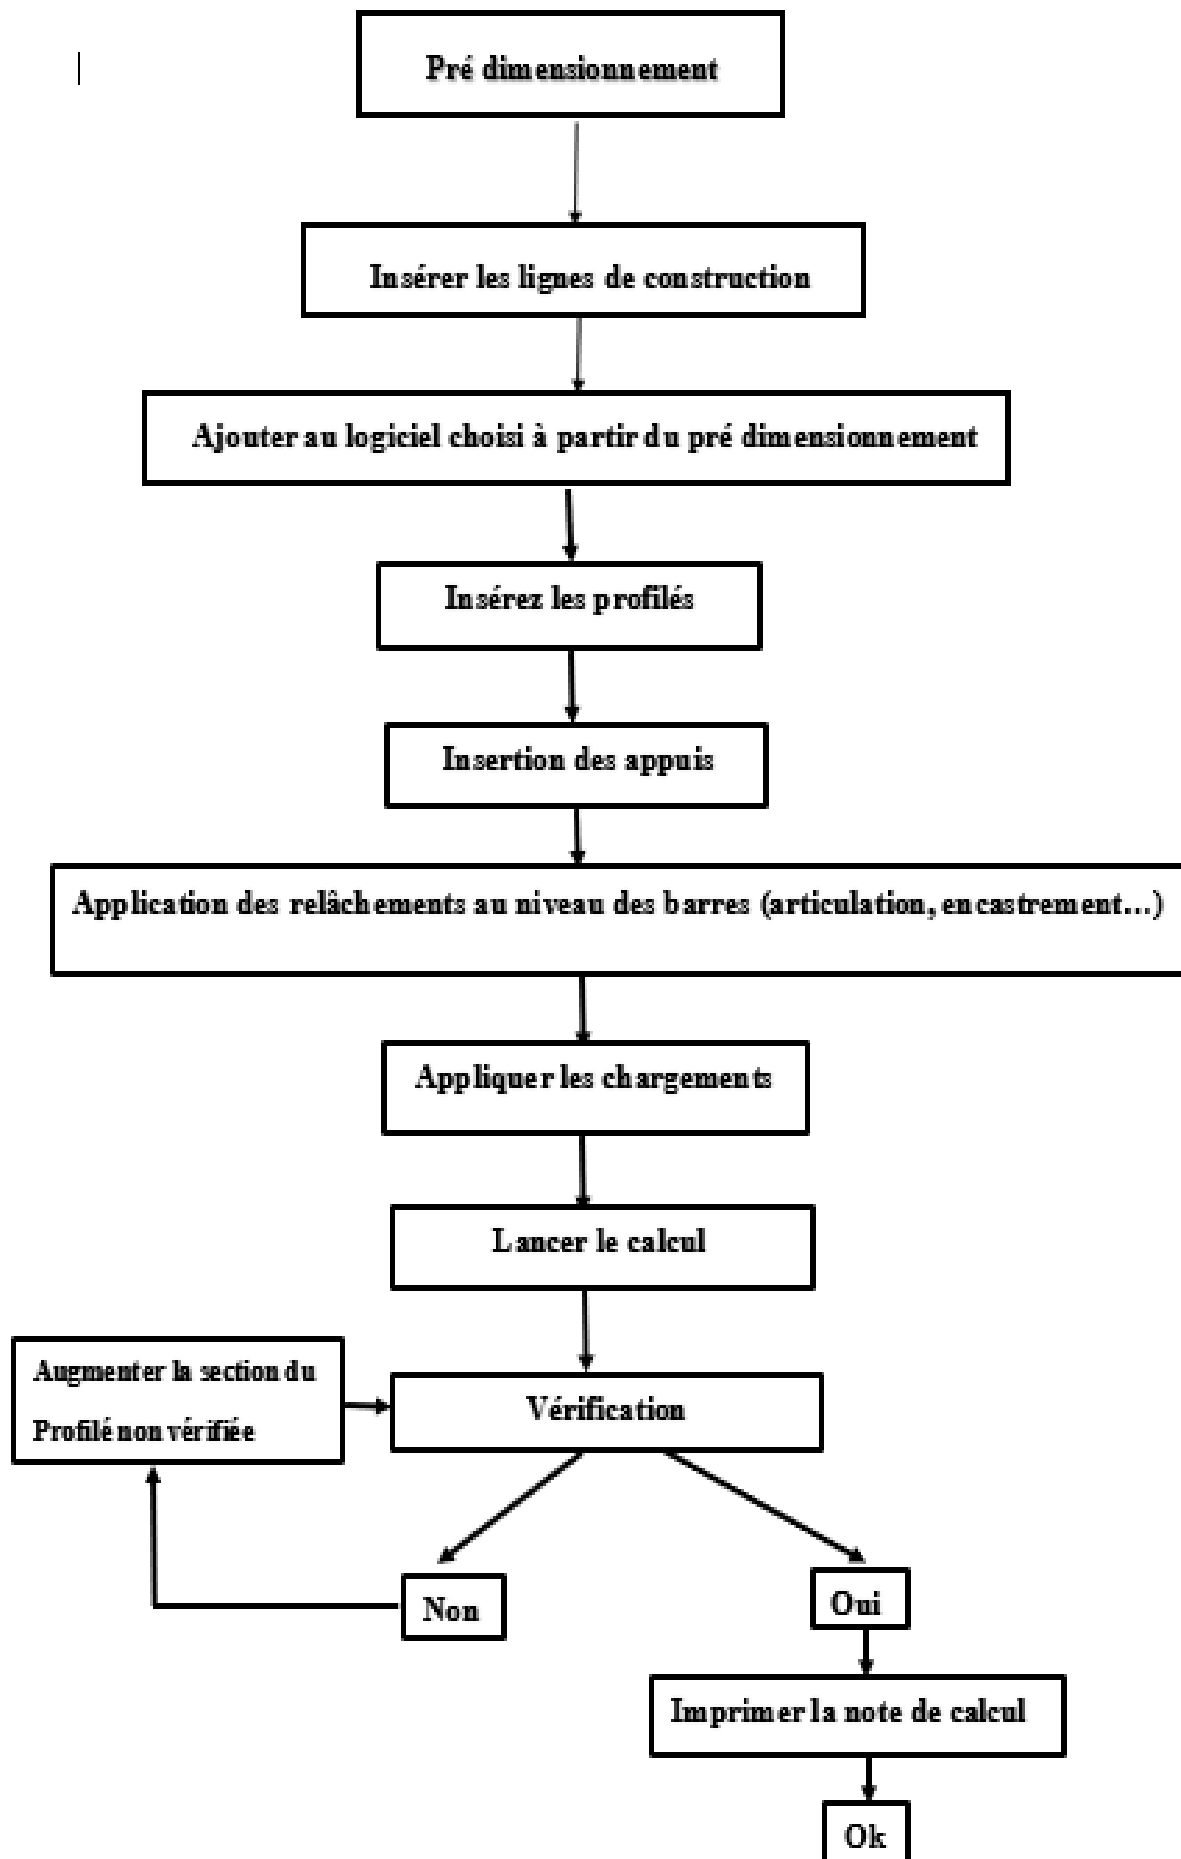 Pré dimensionnement
Insérer les lignes de construction
Ajouter au logiciel choisi à partir du pré dimensionnement
Insérez les profilés
Insertion des appuis
Application des relâchements au niveau des barres (articulation, encastrement...)
Appliquer les chargements
Lancer le calcul
Augmenter la section du
Profilé non vérifiée
Vérification
Non
Oui
Imprimer la note de calcul
Ok